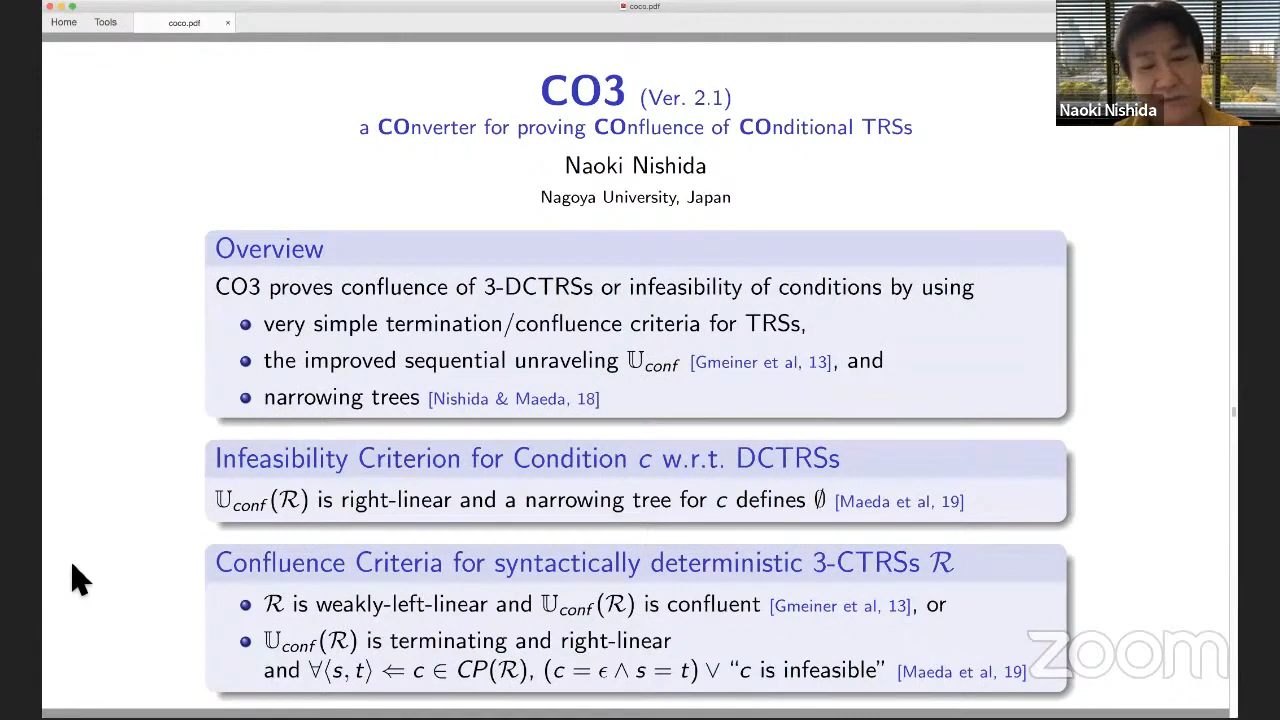 coco.pdf
Home Tools coco.pdf ×
Naoki Nishida
CO3 (Ver. 2.1)
a COnverter for proving COnfluence of COnditional TRSs
Naoki Nishida
Nagoya University, Japan
Overview
CO3 proves confluence of 3-DCTRSs or infeasibility of conditions by using
• very simple termination/confluence criteria for TRSs,
• the improved sequential unraveling 𝕌conf [Gmeiner et al, 13], and
• narrowing trees [Nishida & Maeda, 18]
Infeasibility Criterion for Condition c w.r.t. DCTRSs
𝕌conf(ℛ) is right-linear and a narrowing tree for c defines ∅ [Maeda et al, 19]
Confluence Criteria for syntactically deterministic 3-CTRSs ℛ
• ℛ is weakly-left-linear and 𝕌conf(ℛ) is confluent [Gmeiner et al, 13], or
• 𝕌conf(ℛ) is terminating and right-linear
and ∀⟨s, t⟩ ⇐ c ∈ CP(ℛ), (c = ϵ ∧ s = t) ∨ “c is infeasible” [Maeda et al, 19]
zoom